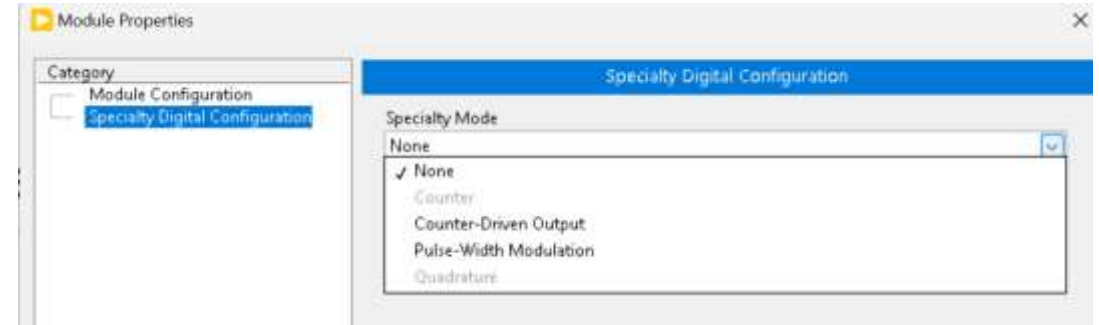 Module Properties
Category
Module Configuration
Specialty Digital Configuration
Specialty Digital Configuration
Specialty Mode
None
✓ None
Counter
Counter-Driven Output
Pulse-Width Modulation
Quadrature